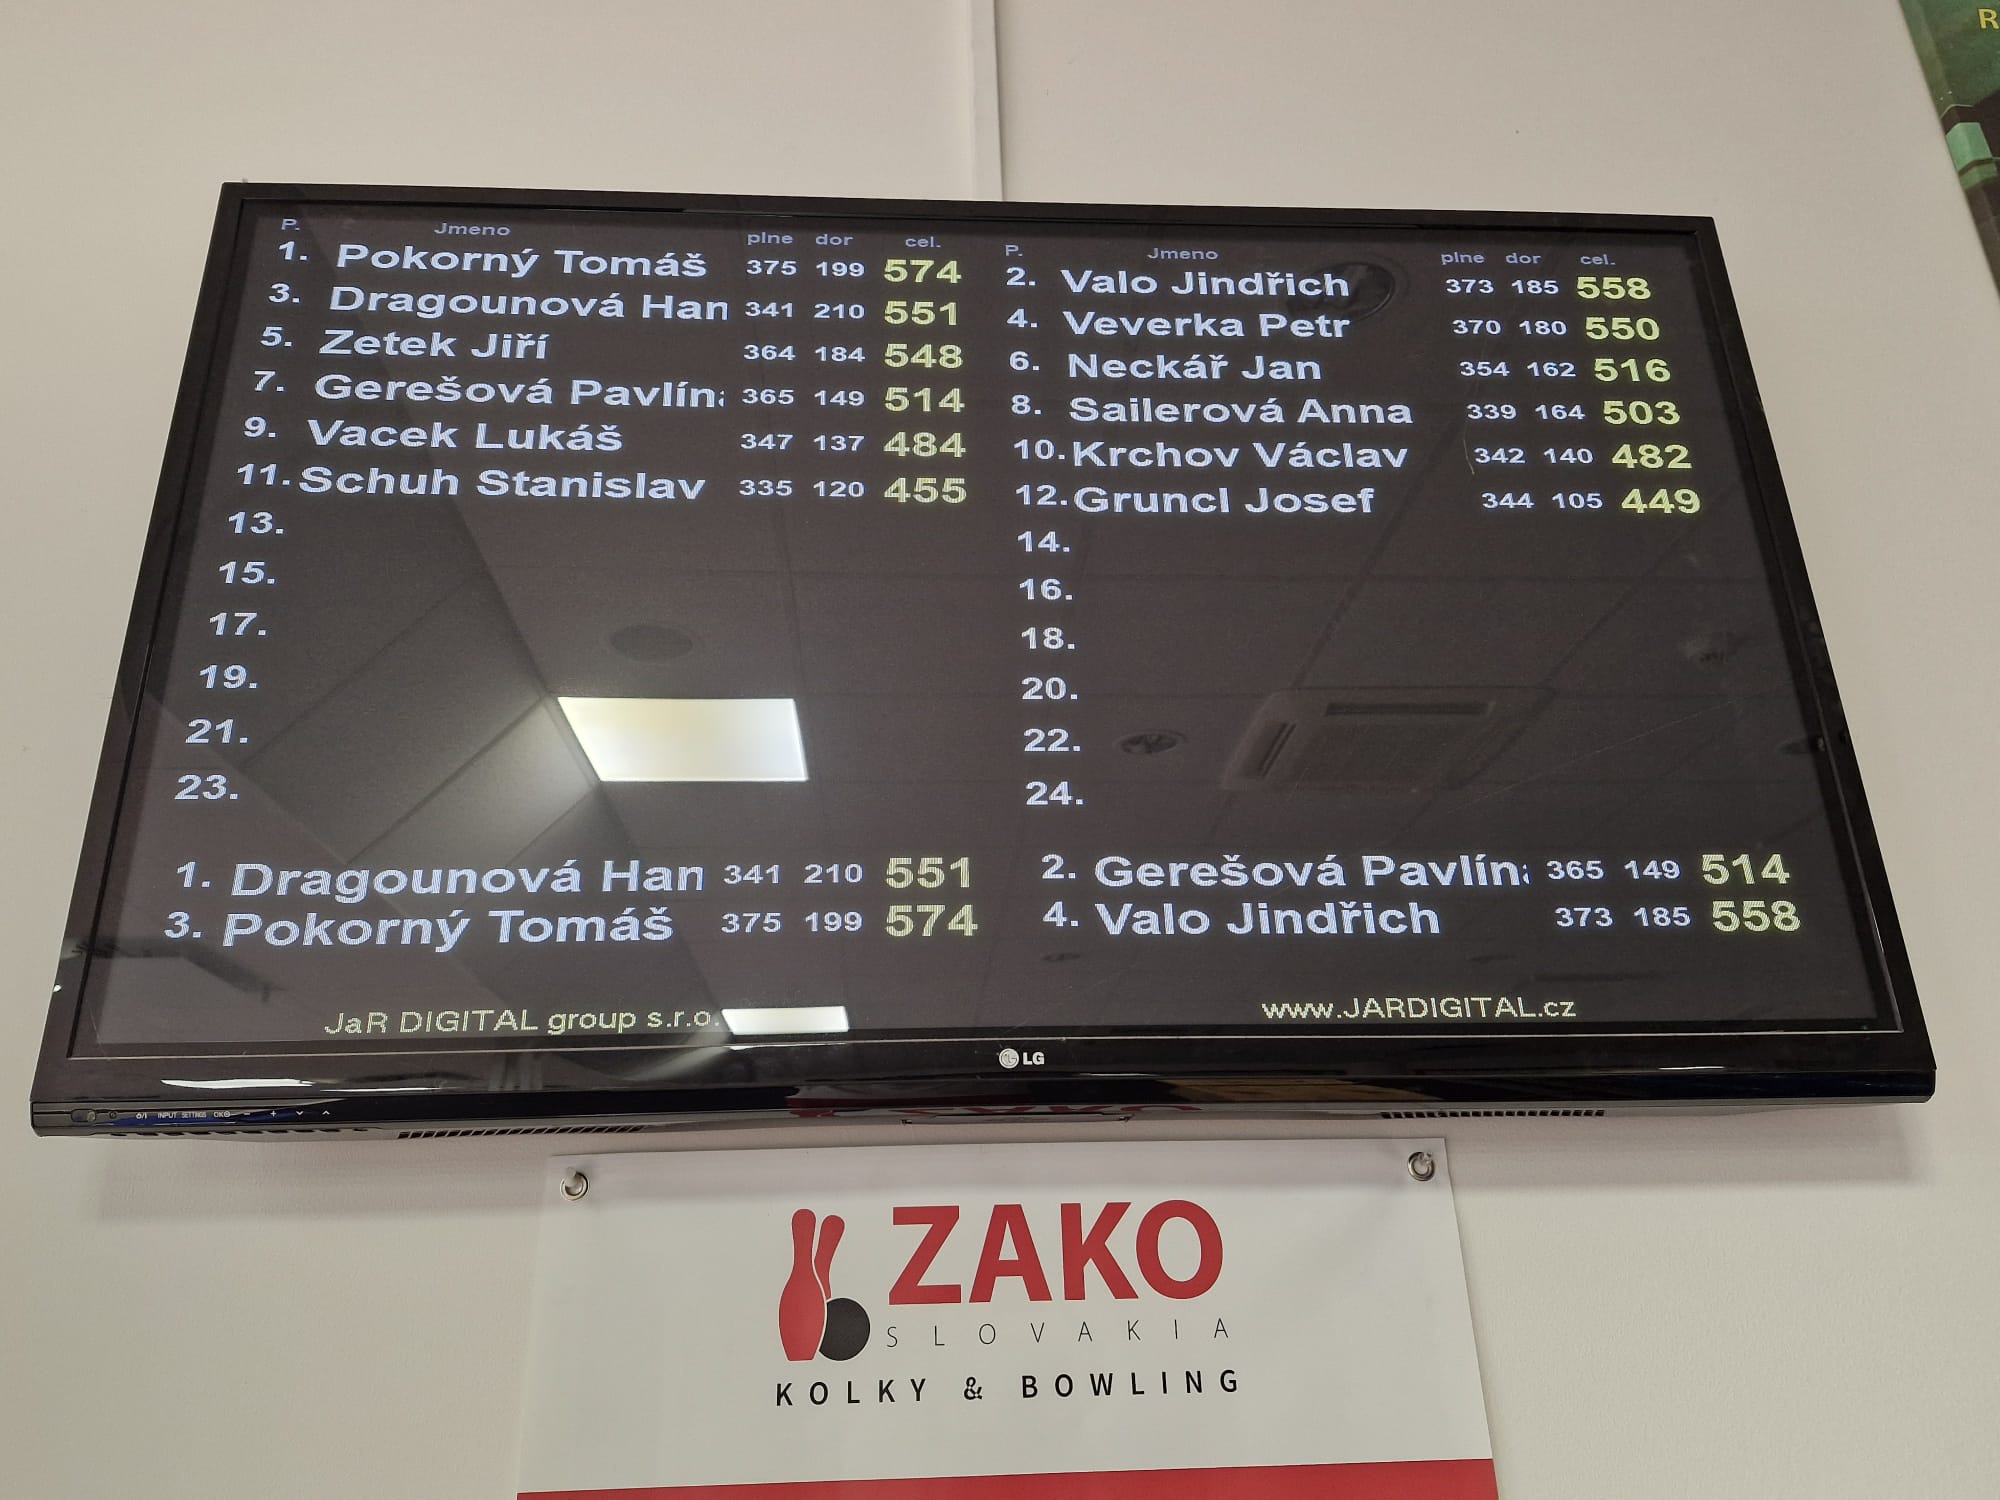 P. Jmeno plne dor cel. P. Jmeno plne dor cel.
1. Pokorný Tomáš 375 199 574 2. Valo Jindřich 373 185 558
3. Dragounová Han 341 210 551 4. Veverka Petr 370 180 550
5. Zetek Jiří 364 184 548 6. Neckář Jan 354 162 516
7. Gerešová Pavlín 365 149 514 8. Sailerová Anna 339 164 503
9. Vacek Lukáš 347 137 484 10. Krchov Václav 342 140 482
11. Schuh Stanislav 335 120 455 12. Gruncl Josef 344 105 449
13. 14.
15. 16.
17. 18.
19. 20.
21. 22.
23. 24.
1. Dragounová Han 341 210 551 2. Gerešová Pavlín 365 149 514
3. Pokorný Tomáš 375 199 574 4. Valo Jindřich 373 185 558
JaR DIGITAL group s.r.o. www.JARDIGITAL.cz
LG
INPUT SETTINGS OK
ZAKO
SLOVAKIA
KOLKY & BOWLING
R